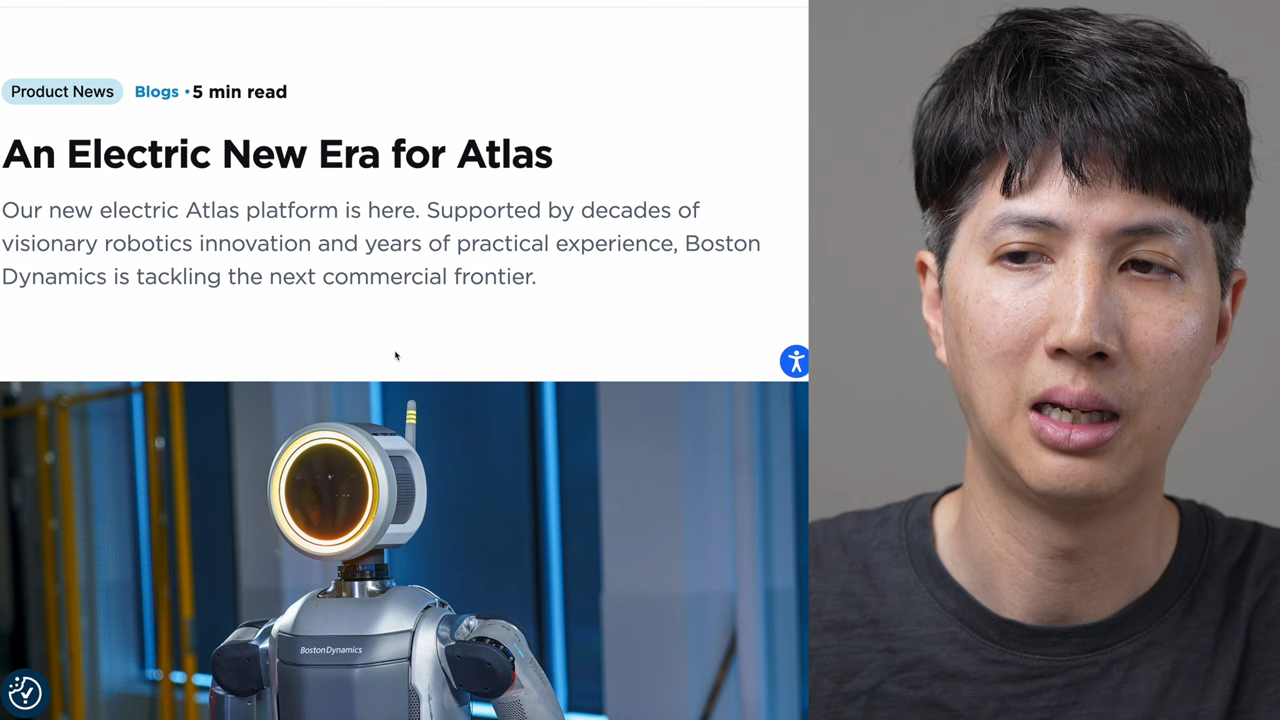 Product News Blogs • 5 min read
An Electric New Era for Atlas
Our new electric Atlas platform is here. Supported by decades of
visionary robotics innovation and years of practical experience, Boston
Dynamics is tackling the next commercial frontier.
BostonDynamics